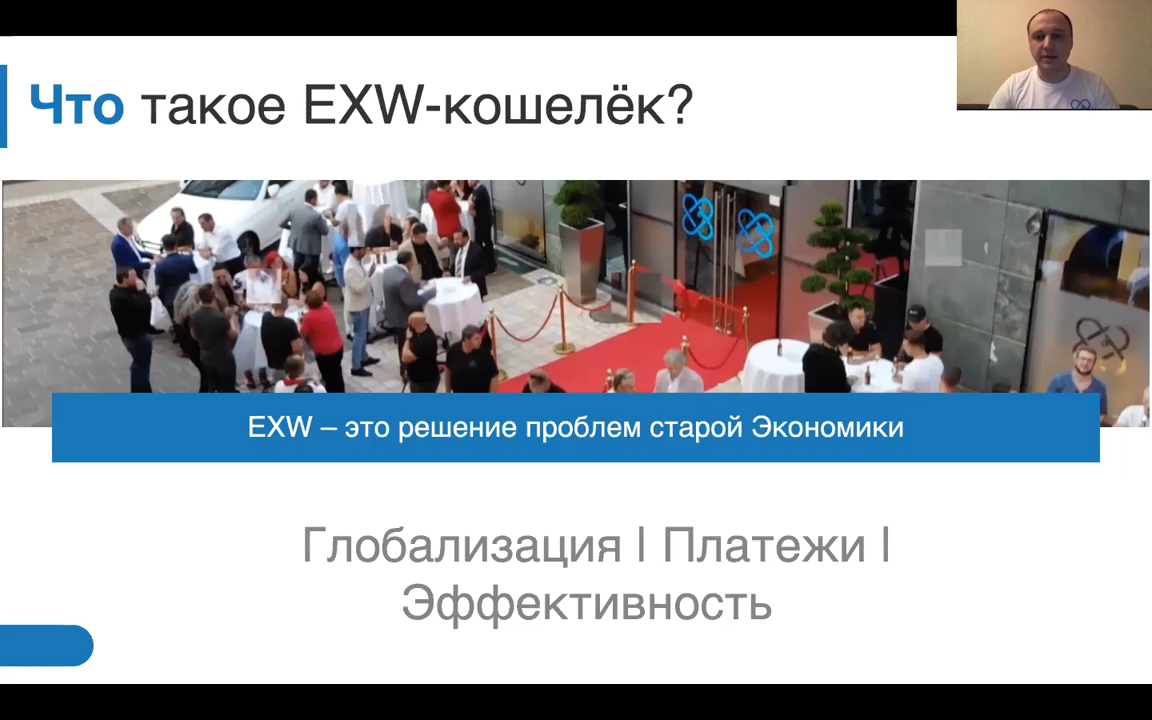 Что такое EXW-кошелёк?
EXW – это решение проблем старой Экономики
Глобализация | Платежи |
Эффективность